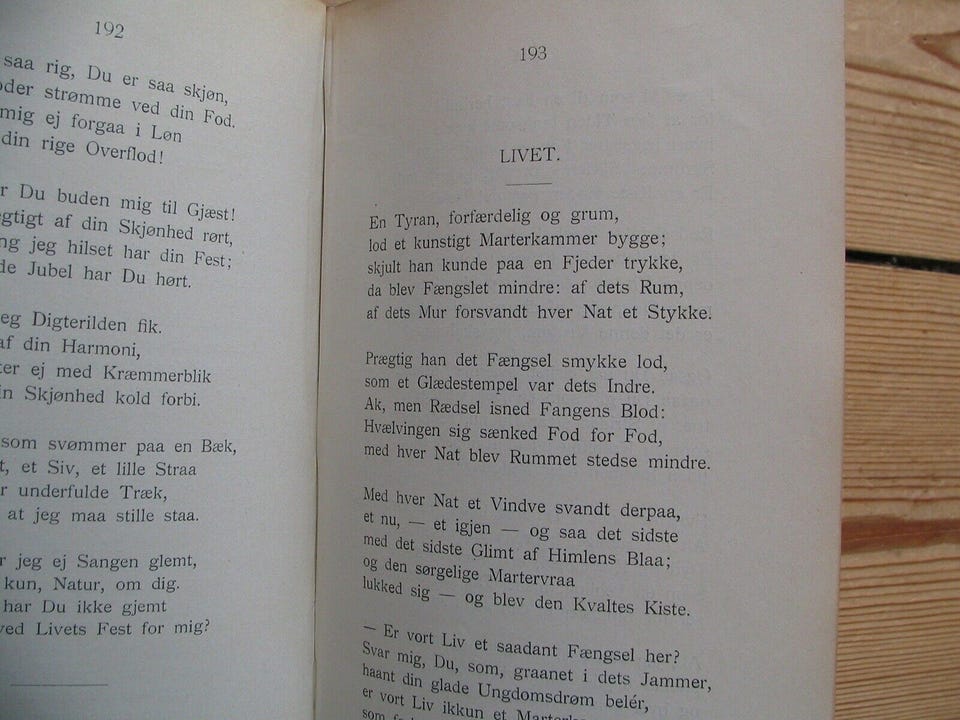 192
saa rig, Du er saa skjøn,
oder strømme ved din Fod.
mig ej forgaa i Løn
din rige Overflod!
r Du buden mig til Gjæst!
egtigt af din Skjønhed rørt,
ng jeg hilset har din Fest;
de Jubel har Du hørt.
eg Digterilden fik.
af din Harmoni,
ter ej med Kræmmerblik
in Skjønhed kold forbi.
som svømmer paa en Bæk,
t, et Siv, et lille Straa
r underfulde Træk,
at jeg maa stille staa.
r jeg ej Sangen glemt,
kun, Natur, om dig.
har Du ikke gjemt
ved Livets Fest for mig?
193
LIVET.
En Tyran, forfærdelig og grum,
lod et kunstigt Marterkammer bygge;
skjult han kunde paa en Fjeder trykke,
da blev Fængslet mindre: af dets Rum,
af dets Mur forsvandt hver Nat et Stykke.
Prægtig han det Fængsel smykke lod,
som et Glædestempel var dets Indre.
Ak, men Rædsel isned Fangens Blod:
Hvælvingen sig sænked Fod for Fod,
med hver Nat blev Rummet stedse mindre.
Med hver Nat et Vindve svandt derpaa,
et nu, — et igjen — og saa det sidste
med det sidste Glimt af Himlens Blaa;
og den sørgelige Martervraa
lukked sig — og blev den Kvaltes Kiste.
— Er vort Liv et saadant Fængsel her?
Svar mig, Du, som, graanet i dets Jammer,
haant din glade Ungdomsdrøm belér,
er vort Liv ikkun et
som